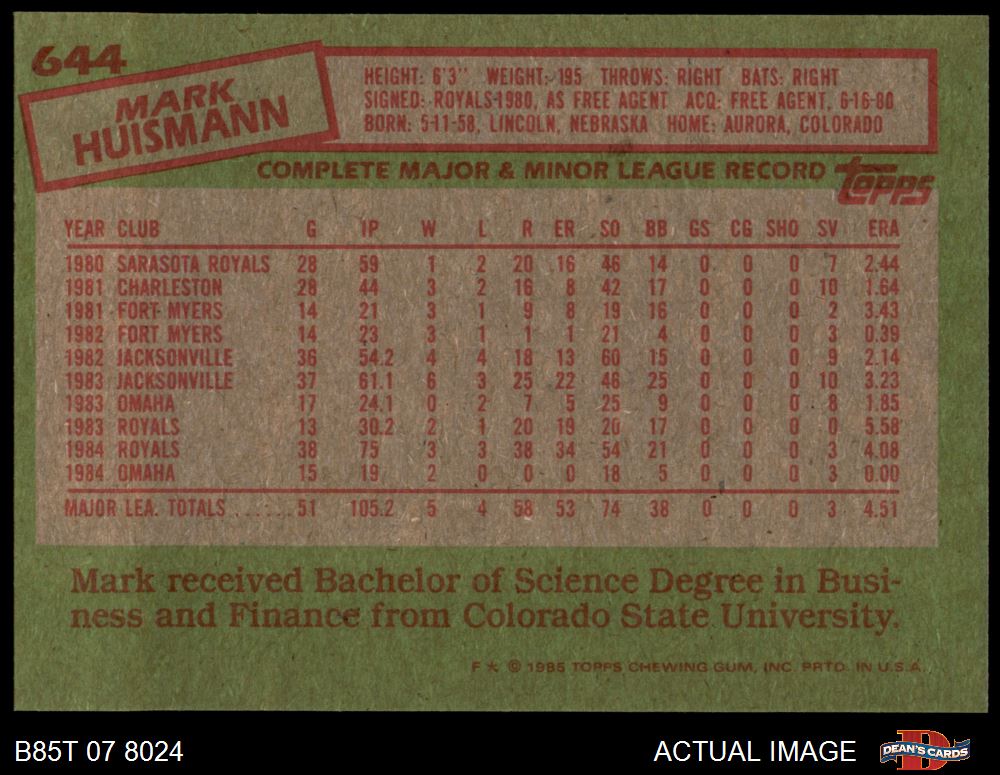 644
MARK
HUISMANN
HEIGHT: 6'3" WEIGHT: 195 THROWS: RIGHT BATS: RIGHT
SIGNED: ROYALS-1980, AS FREE AGENT ACQ: FREE AGENT, 6-16-80
BORN: 5-11-58, LINCOLN, NEBRASKA HOME: AURORA, COLORADO
COMPLETE MAJOR & MINOR LEAGUE RECORD
TOPPS
YEAR CLUB G IP W L R ER SO BB GS CG SHO SV ERA
1980 SARASOTA ROYALS 28 59 1 2 20 16 46 14 0 0 0 7 2.44
1981 CHARLESTON 28 44 3 2 16 8 42 17 0 0 0 10 1.64
1981 FORT MYERS 14 21 3 1 9 8 19 16 0 0 0 2 3.43
1982 FORT MYERS 14 23 3 1 1 1 21 4 0 0 0 3 0.39
1982 JACKSONVILLE 36 54.2 4 4 18 13 60 15 0 0 0 9 2.14
1983 JACKSONVILLE 37 61.1 6 3 25 22 46 25 0 0 0 10 3.23
1983 OMAHA 17 24.1 0 2 7 5 25 9 0 0 0 8 1.85
1983 ROYALS 13 30.2 2 1 20 19 20 17 0 0 0 0 5.58
1984 ROYALS 38 75 3 3 38 34 54 21 0 0 0 3 4.08
1984 OMAHA 15 19 2 0 0 0 18 5 0 0 0 3 0.00
MAJOR LEA. TOTALS ...... 51 105.2 5 4 58 53 74 38 0 0 0 3 4.51
Mark received Bachelor of Science Degree in Busi-
ness and Finance from Colorado State University.
F ★ © 1985 TOPPS CHEWING GUM, INC. PRTD. IN U.S.A.
B85T 07 8024 ACTUAL IMAGE DEAN'S CARDS